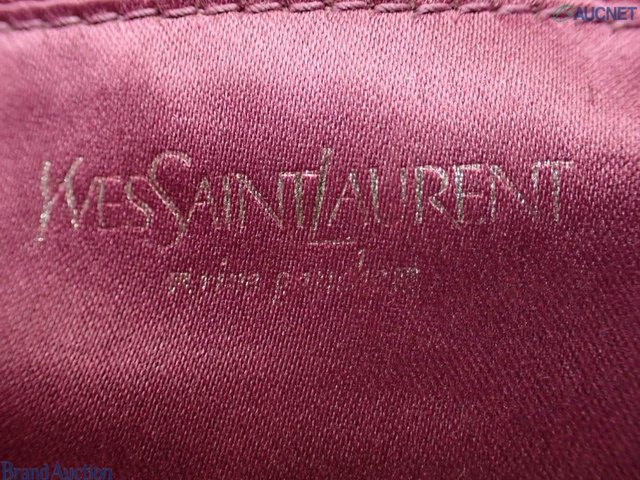 AUCNET
YVESSAINTLAURENT
rive gauche
Brand Auction